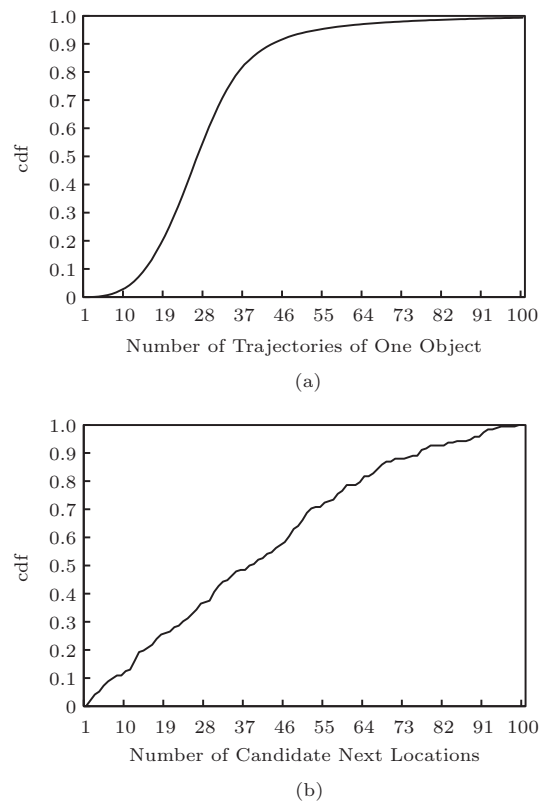 1.0
0.9
0.8
0.7
0.6
0.5
0.4
0.3
0.2
0.1
0
cdf
1 10 19 28 37 46 55 64 73 82 91 100
Number of Trajectories of One Object
(a)
1.0
0.9
0.8
0.7
0.6
0.5
0.4
0.3
0.2
0.1
0
cdf
1 10 19 28 37 46 55 64 73 82 91 100
Number of Candidate Next Locations
(b)